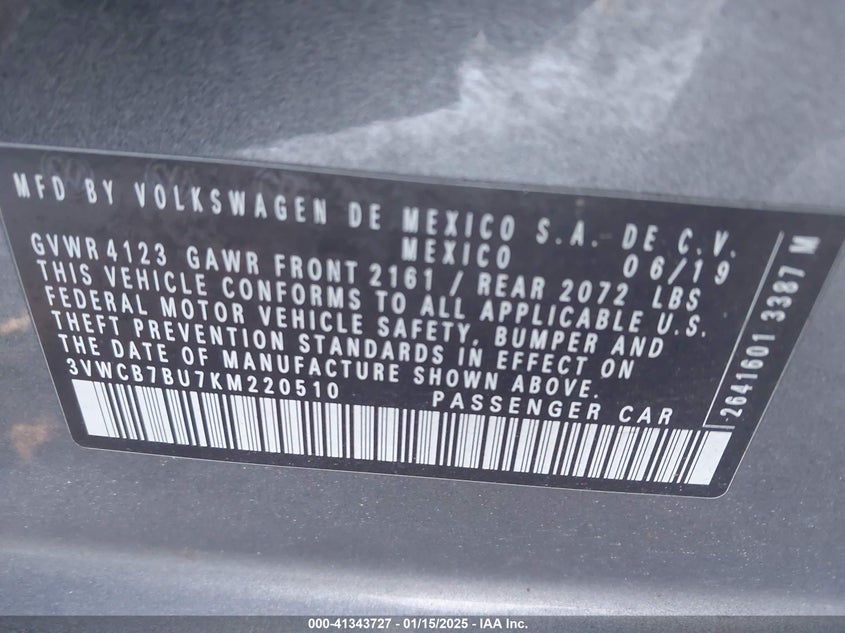 MFD BY VOLKSWAGEN DE MEXICO S.A. DE C.V.
MEXICO 06/19
GVWR 4123 GAWR FRONT 2161 / REAR 2072 LBS
THIS VEHICLE CONFORMS TO ALL APPLICABLE U.S.
FEDERAL MOTOR VEHICLE SAFETY, BUMPER AND
THEFT PREVENTION STANDARDS IN EFFECT ON
THE DATE OF MANUFACTURE SHOWN ABOVE.
3VWCB7BU7KM220510 PASSENGER CAR
2641601 3387 M
000-41343727 - 01/15/2025 - IAA Inc.